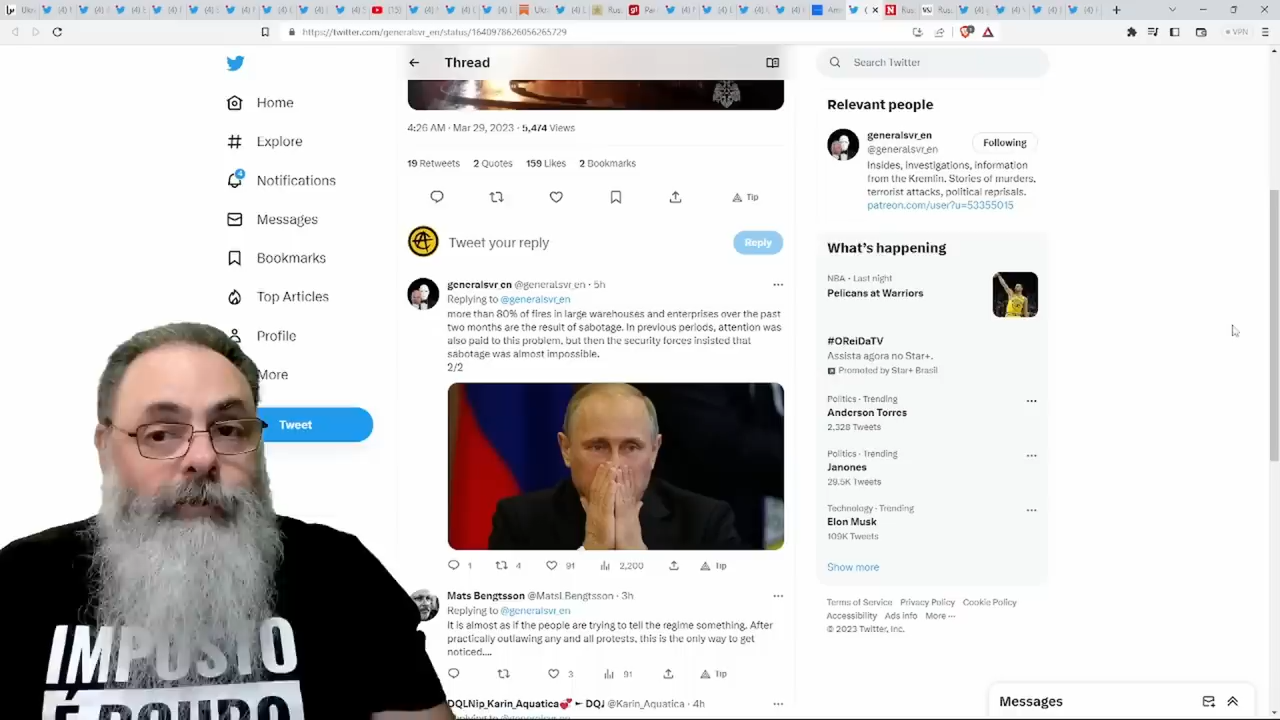 https://twitter.com/generalsvr_en/status/1640978626056265729
VPN
Home
Explore
4
Notifications
Messages
Bookmarks
Top Articles
Profile
More
Tweet
Thread
4:26 AM · Mar 29, 2023 · 5,474 Views
19 Retweets 2 Quotes 159 Likes 2 Bookmarks
Tip
Tweet your reply
Reply
generalsvr_en @generalsvr_en · 5h
Replying to @generalsvr_en
more than 80% of fires in large warehouses and enterprises over the past
two months are the result of sabotage. In previous periods, attention was
also paid to this problem, but then the security forces insisted that
sabotage was almost impossible.
2/2
1 4 91 2,200 Tip
Mats Bengtsson @MatsLBengtsson · 3h
Replying to @generalsvr_en
It is almost as if the people are trying to tell the regime something. After
practically outlawing any and all protests, this is the only way to get
noticed....
3 91 Tip
DQLNip_Karin_Aquatica @Karin_Aquatica · 4h
Search Twitter
Relevant people
generalsvr_en
@generalsvr_en
Following
Insides, investigations, information
from the Kremlin. Stories of murders,
terrorist attacks, political reprisals.
patreon.com/user?u=53355015
What's happening
NBA · Last night
Pelicans at Warriors
#OReiDaTV
Assista agora no Star+.
Promoted by Star+ Brasil
Politics · Trending
Anderson Torres
2,328 Tweets
Politics · Trending
Janones
29.5K Tweets
Technology · Trending
Elon Musk
109K Tweets
Show more
Terms of Service Privacy Policy Cookie Policy
Accessibility Ads info More ···
© 2023 Twitter, Inc.
Messages
IMPOSTO
É ROUBO